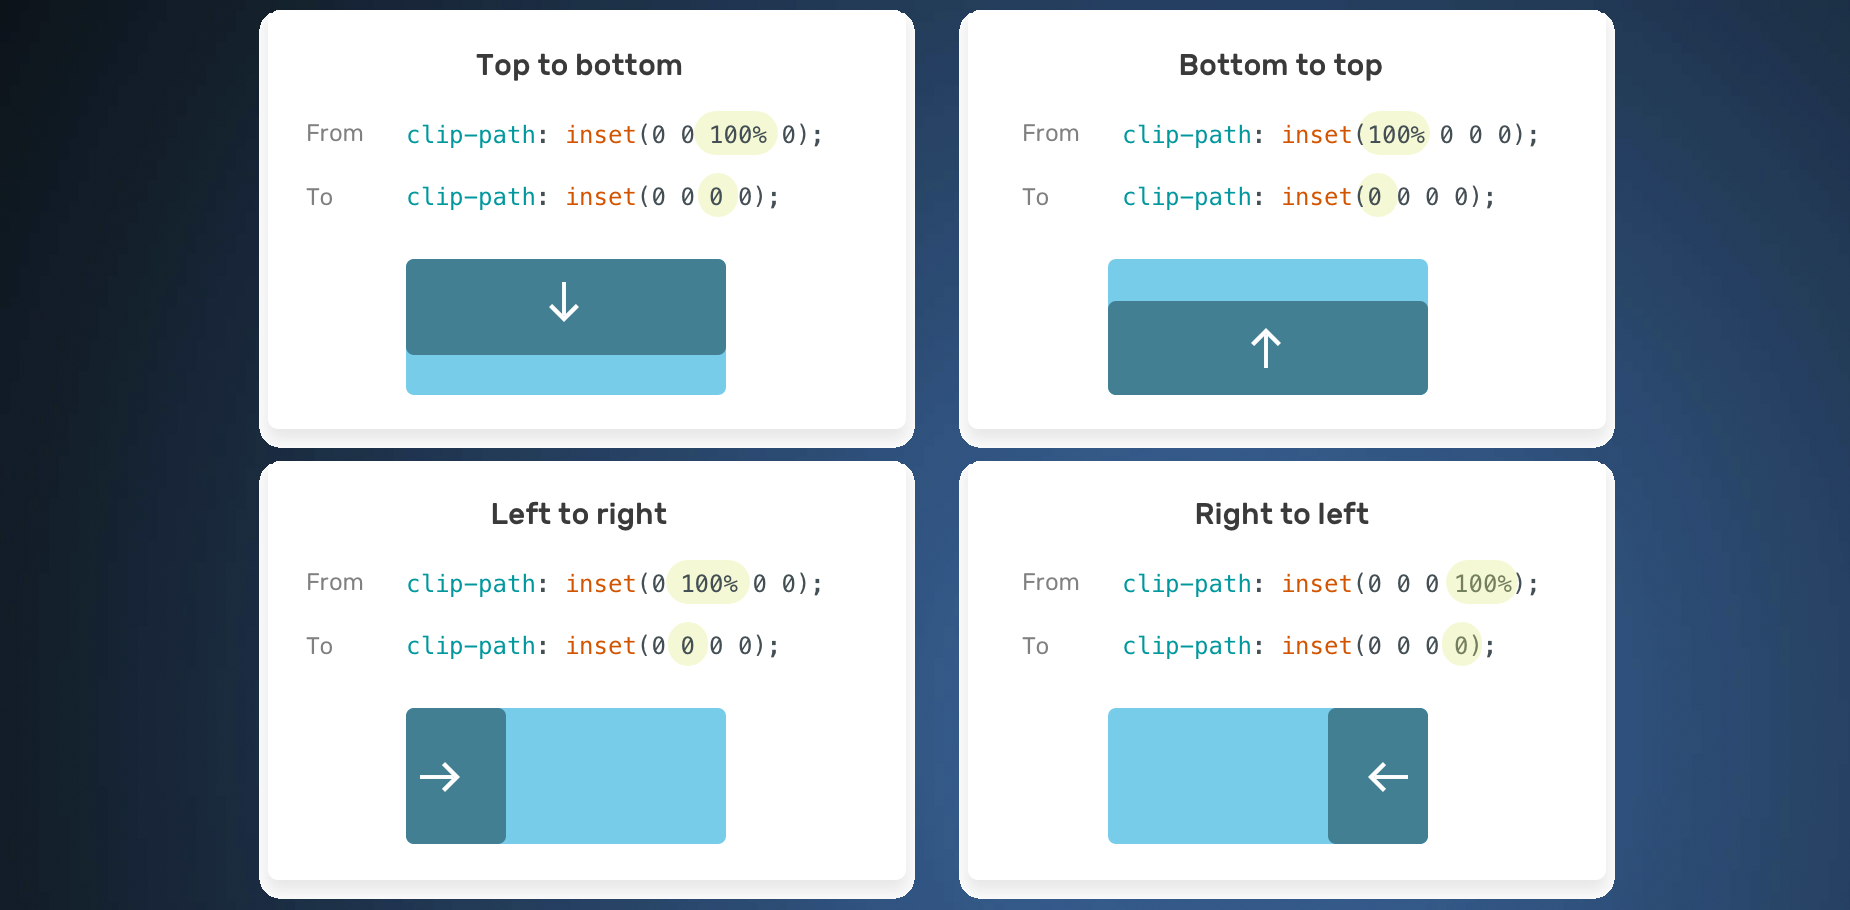 Top to bottom
From clip-path: inset(0 0 100% 0);
To clip-path: inset(0 0 0 0);
Bottom to top
From clip-path: inset(100% 0 0 0);
To clip-path: inset(0 0 0 0);
Left to right
From clip-path: inset(0 100% 0 0);
To clip-path: inset(0 0 0 0);
Right to left
From clip-path: inset(0 0 0 100%);
To clip-path: inset(0 0 0 0);